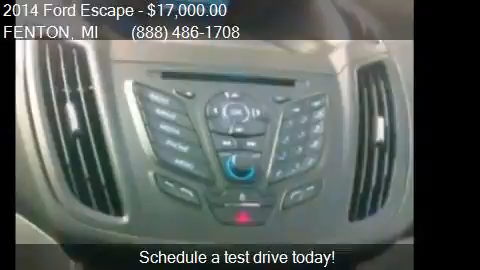 2014 Ford Escape - $17,000.00
FENTON, MI (888) 486-1708
Schedule a test drive today!